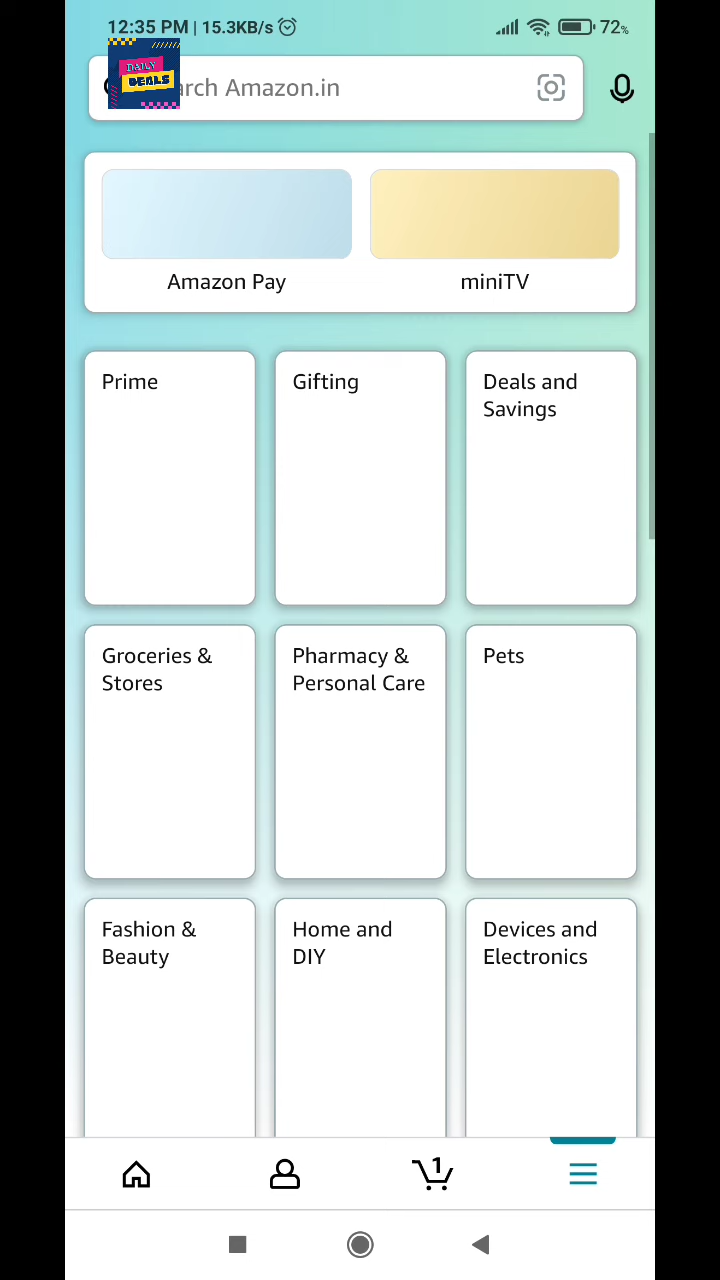 12:35 PM | 15.3KB/s
72%
DAILY
DEALS
arch Amazon.in
Amazon Pay
miniTV
Prime
Gifting
Deals and
Savings
Groceries &
Stores
Pharmacy &
Personal Care
Pets
Fashion &
Beauty
Home and
DIY
Devices and
Electronics
1